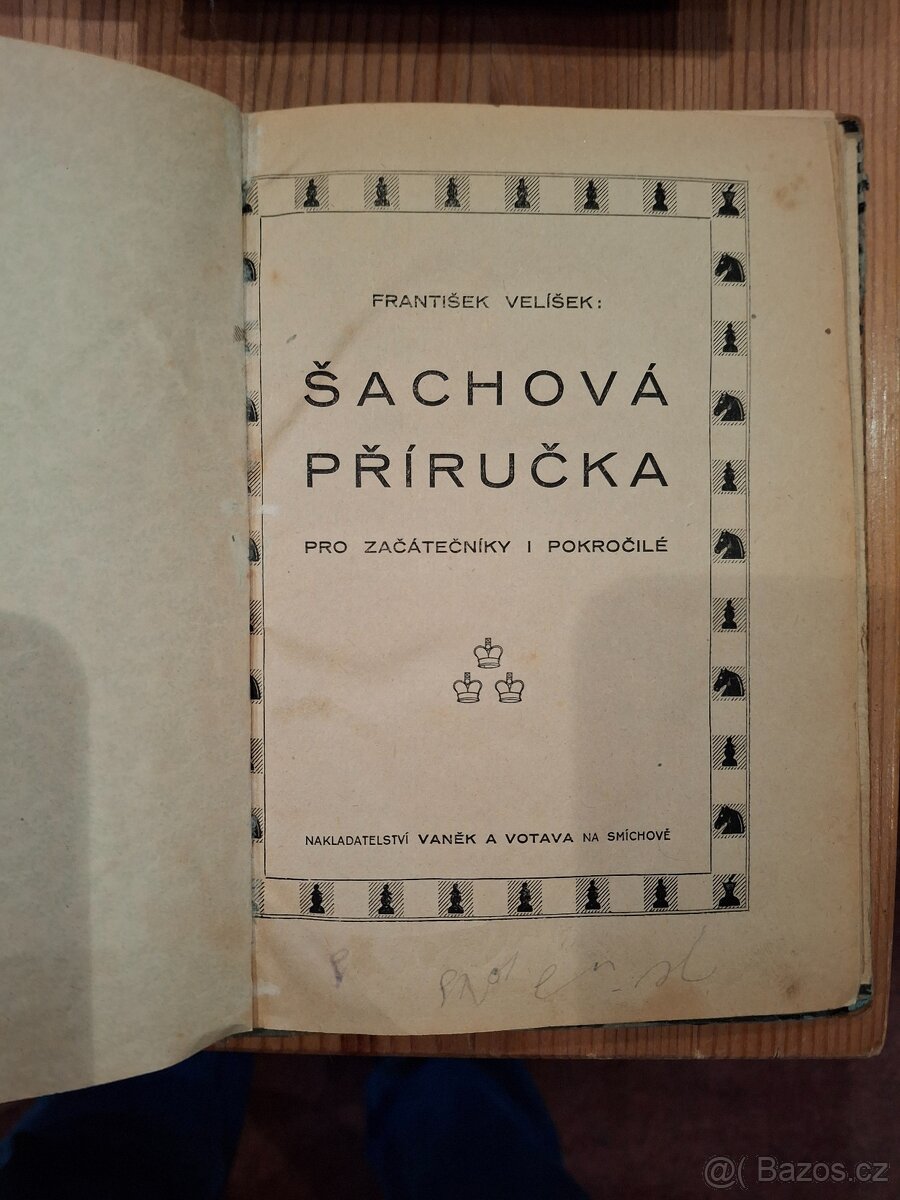 FRANTIŠEK VELÍŠEK:
ŠACHOVÁ
PŘÍRUČKA
PRO ZAČÁTEČNÍKY I POKROČILÉ
NAKLADATELSTVÍ VANĚK A VOTAVA NA SMÍCHOVĚ
@( Bazos.cz